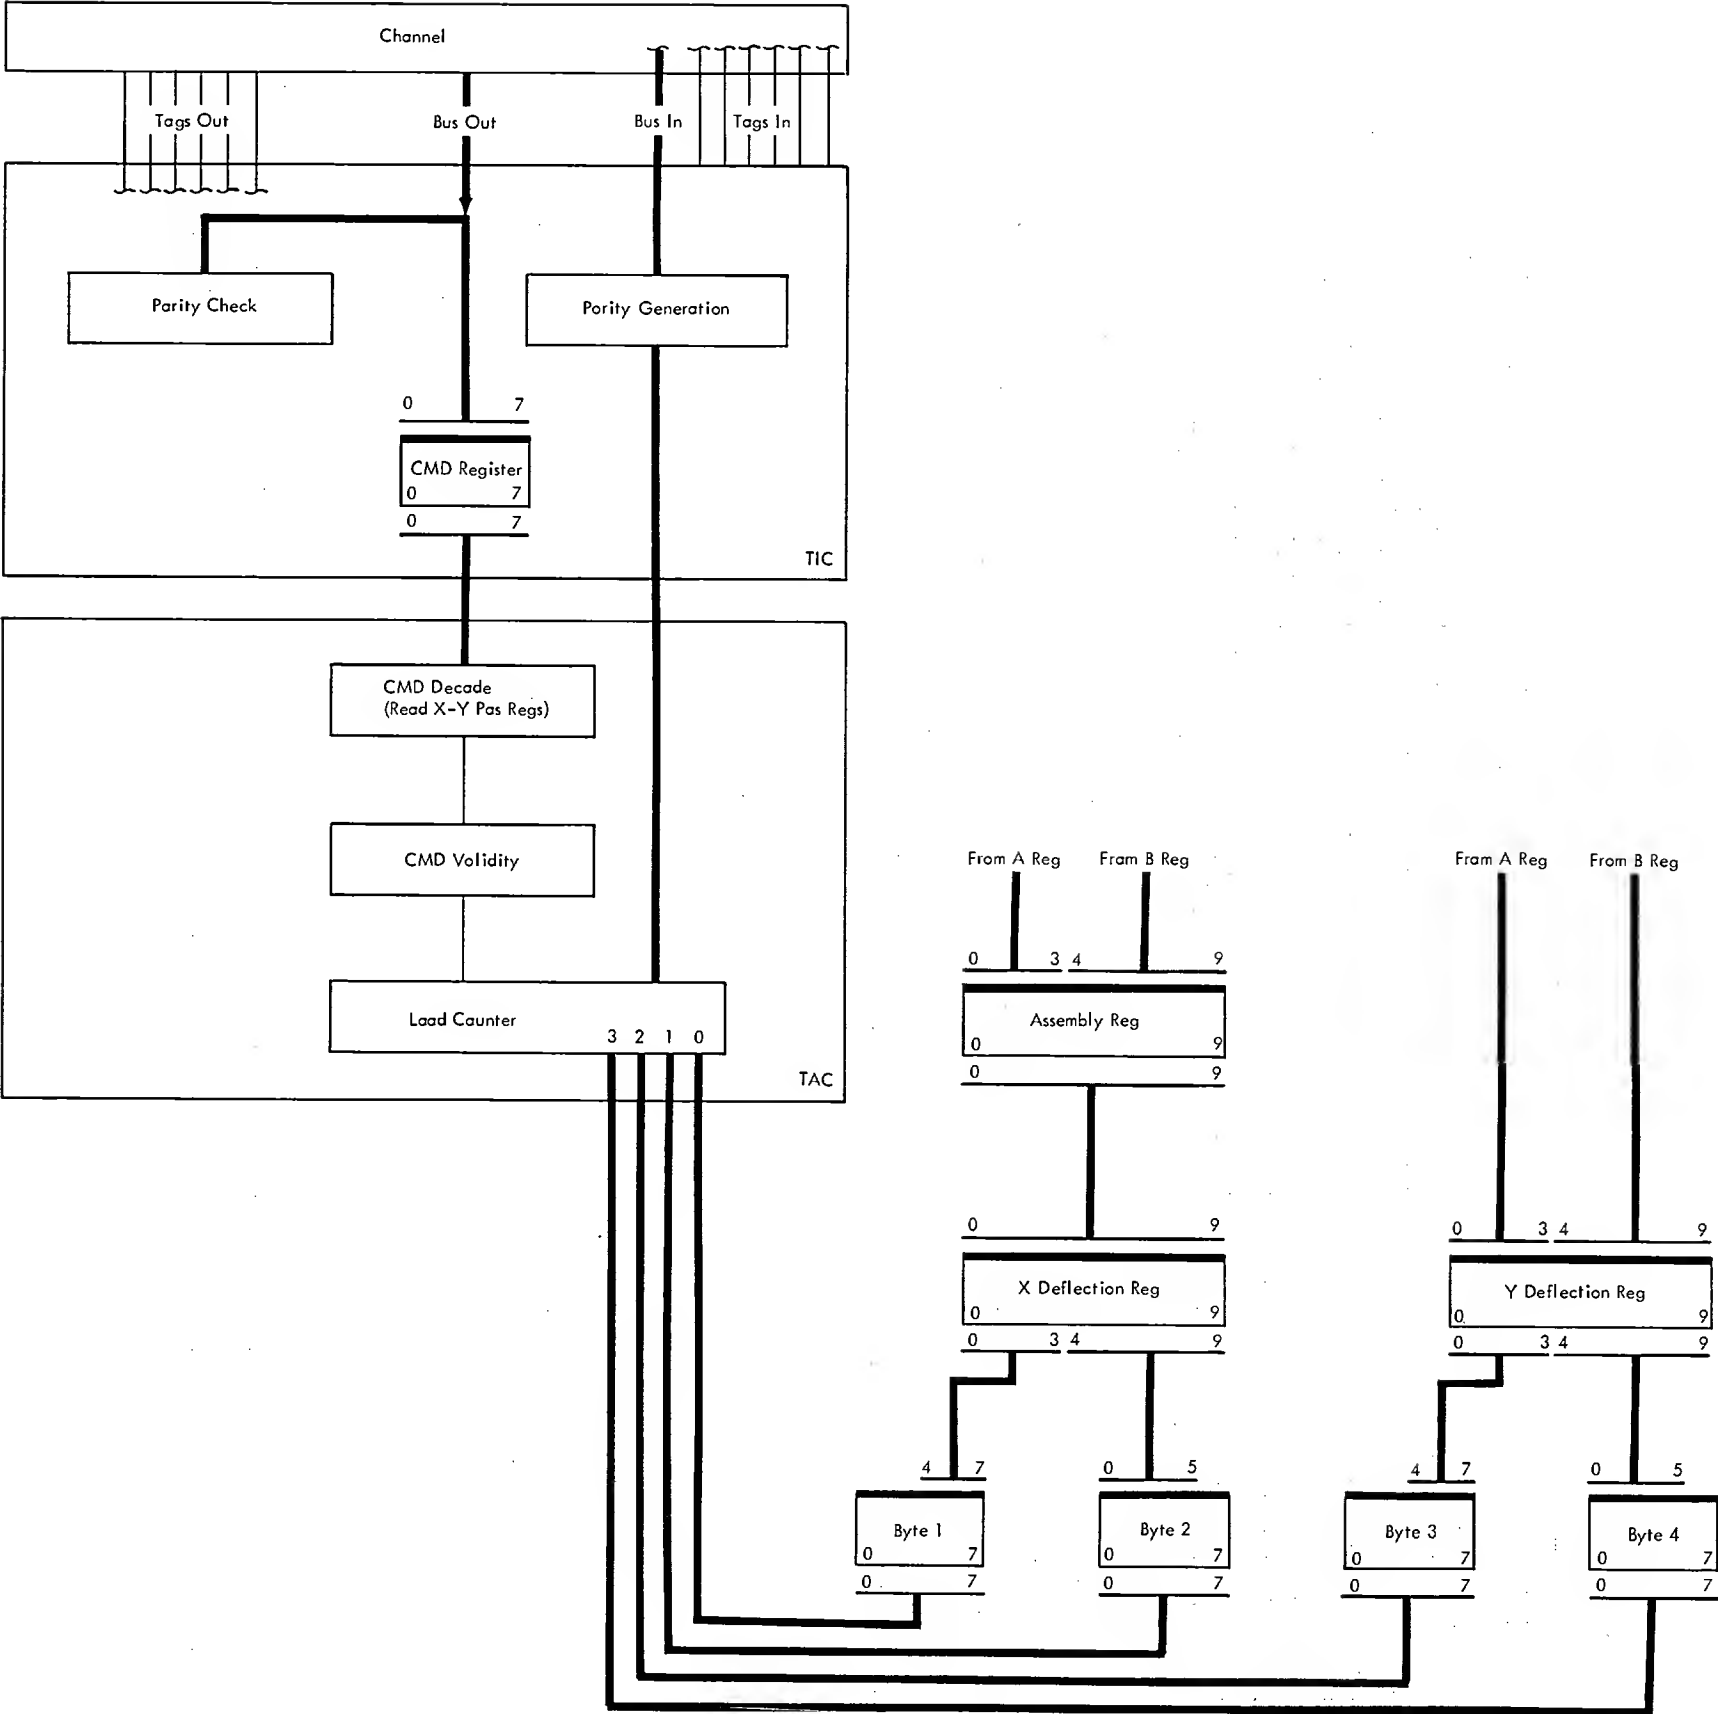 Channel
Tags Out
Bus Out
Bus In
Tags In
Parity Check
Pority Generation
0 7
CMD Register
0 7
0 7
TIC
CMD Decade
(Read X-Y Pas Regs)
CMD Volidity
Laad Caunter
3 2 1 0
TAC
From A Reg
Fram B Reg
0 3 4 9
Assembly Reg
0 9
0 9
0 9
X Deflection Reg
0 9
0 3 4 9
Fram A Reg
From B Reg
0 3 4 9
Y Deflection Reg
0 9
0 3 4 9
4 7
Byte 1
0 7
0 7
0 5
Byte 2
0 7
0 7
4 7
Byte 3
0 7
0 7
0 5
Byte 4
0 7
0 7